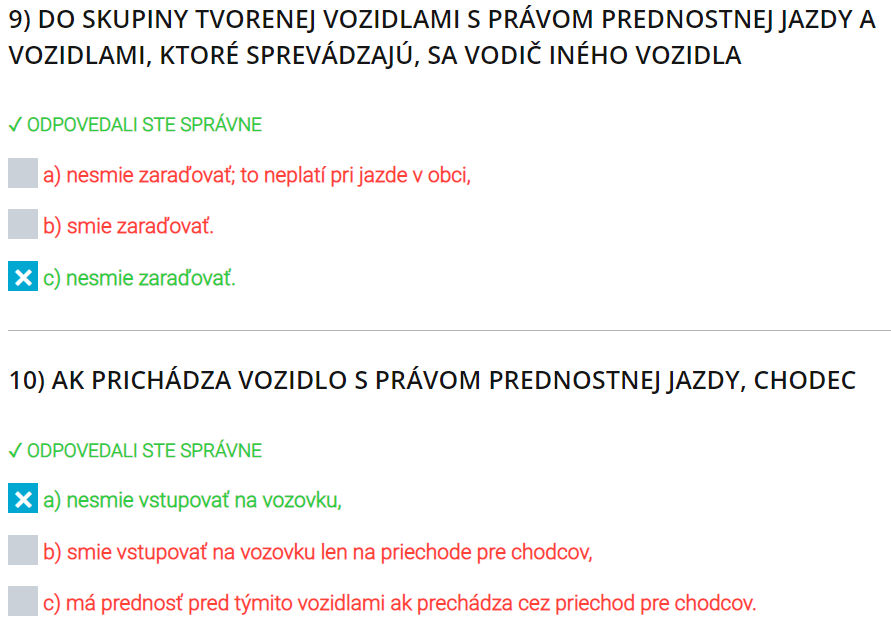 9) DO SKUPINY TVORENEJ VOZIDLAMI S PRÁVOM PREDNOSTNEJ JAZDY A
VOZIDLAMI, KTORÉ SPREVÁDZAJÚ, SA VODIČ INÉHO VOZIDLA
✓ ODPOVEDALI STE SPRÁVNE
a) nesmie zaraďovať; to neplatí pri jazde v obci,
b) smie zaraďovať.
c) nesmie zaraďovať.
10) AK PRICHÁDZA VOZIDLO S PRÁVOM PREDNOSTNEJ JAZDY, CHODEC
✓ ODPOVEDALI STE SPRÁVNE
a) nesmie vstupovať na vozovku,
b) smie vstupovať na vozovku len na priechode pre chodcov,
c) má prednosť pred týmito vozidlami ak prechádza cez priechod pre chodcov.